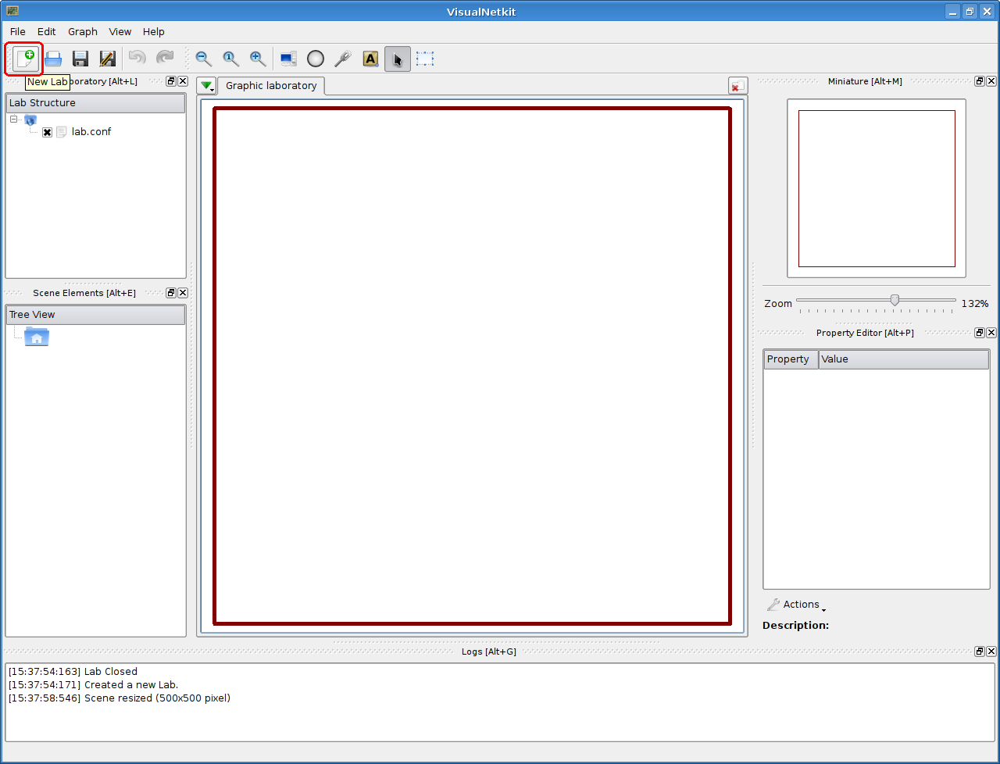 VisualNetkit
File Edit Graph View Help
1
A
New Lab
boratory [Alt+L]
Lab Structure
lab.conf
Graphic laboratory
Miniature [Alt+M]
Zoom 132%
Scene Elements [Alt+E]
Tree View
Property Editor [Alt+P]
Property Value
Actions
Description:
Logs [Alt+G]
[15:37:54:163] Lab Closed
[15:37:54:171] Created a new Lab.
[15:37:58:546] Scene resized (500x500 pixel)